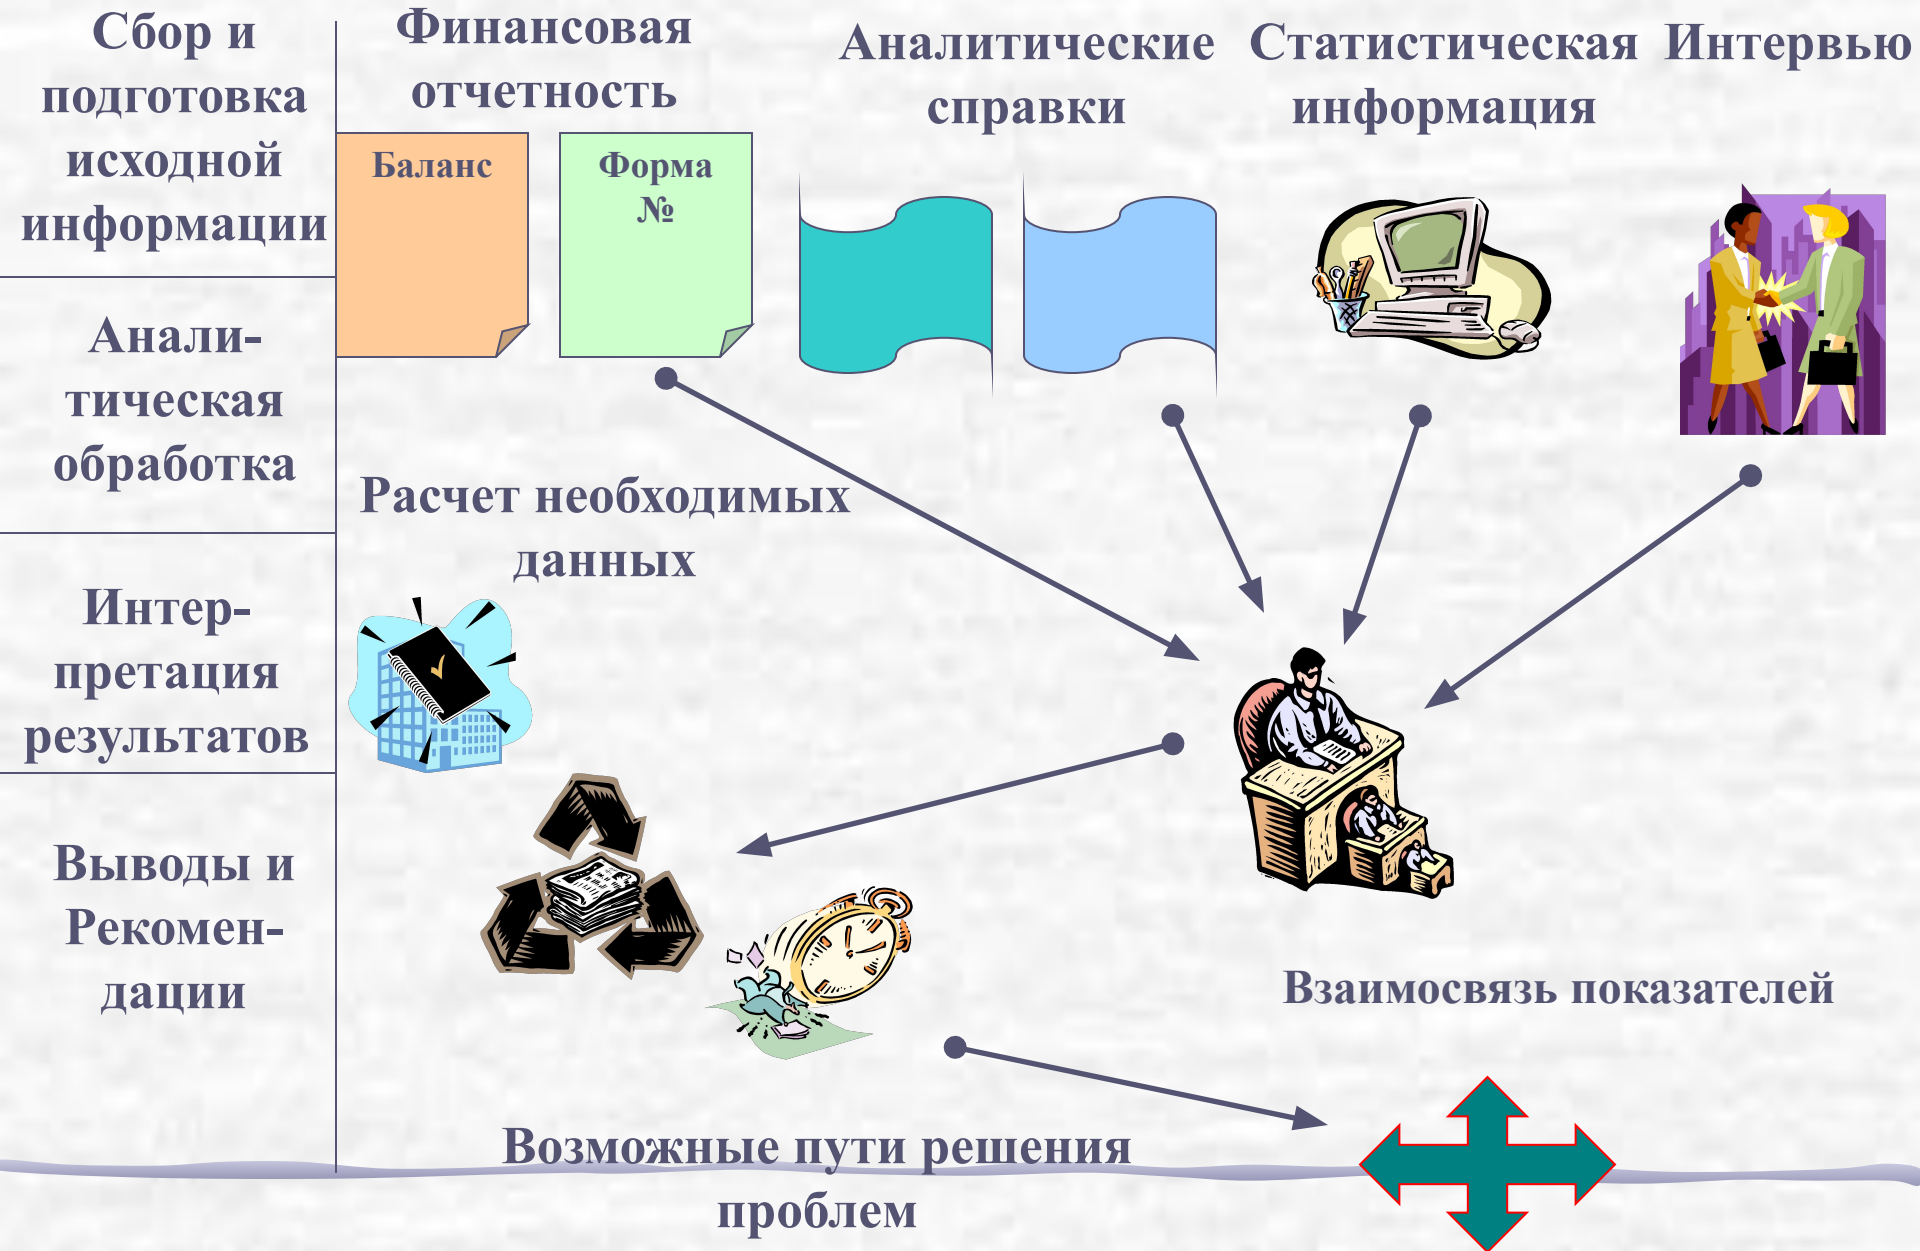 Сбор и
подготовка
исходной
информации
Анали-
тическая
обработка
Интер-
претация
результатов
Выводы и
Рекомен-
дации
Финансовая
отчетность
Баланс
Форма
№
Аналитические
справки
Статистическая
информация
Интервью
Расчет необходимых
данных
Взаимосвязь показателей
Возможные пути решения
проблем